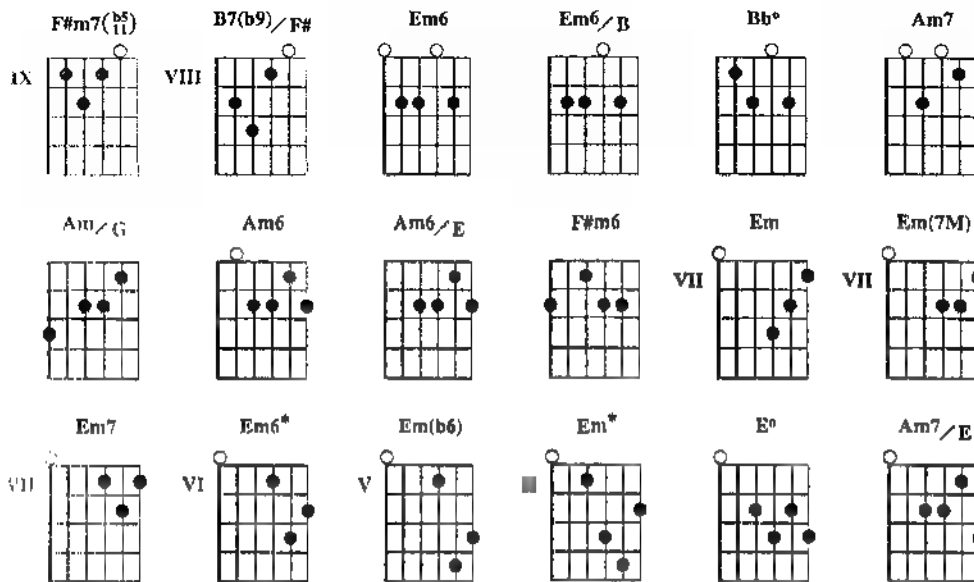 F#m7(b5 11) B7(b9)/F# Em6 Em6/B Bb° Am7
IX VIII
Am/G Am6 Am6/E F#m6 Em Em(7M)
VII VII
Em7 Em6* Em(b6) Em* E° Am7/E
VII VI V